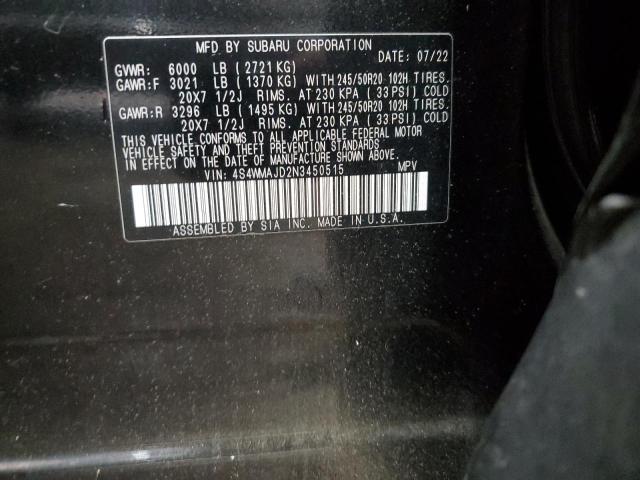 MFD BY SUBARU CORPORATION
DATE: 07/22
GVWR: 6000 LB ( 2721 KG)
GAWR:F 3021 LB ( 1370 KG) WITH 245/50R20 102H TIRES.
20X7 1/2J RIMS. AT 230 KPA ( 33 PSI) COLD
GAWR:R 3296 LB ( 1495 KG) WITH 245/50R20 102H TIRES.
20X7 1/2J RIMS. AT 230 KPA ( 33 PSI) COLD
THIS VEHICLE CONFORMS TO ALL APPLICABLE FEDERAL MOTOR
VEHICLE SAFETY AND THEFT PREVENTION STANDARDS
IN EFFECT ON THE DATE OF MANUFACTURE SHOWN ABOVE.
VIN: 4S4WMAJD2N3450515 MPV
ASSEMBLED BY SIA INC. MADE IN U.S.A.